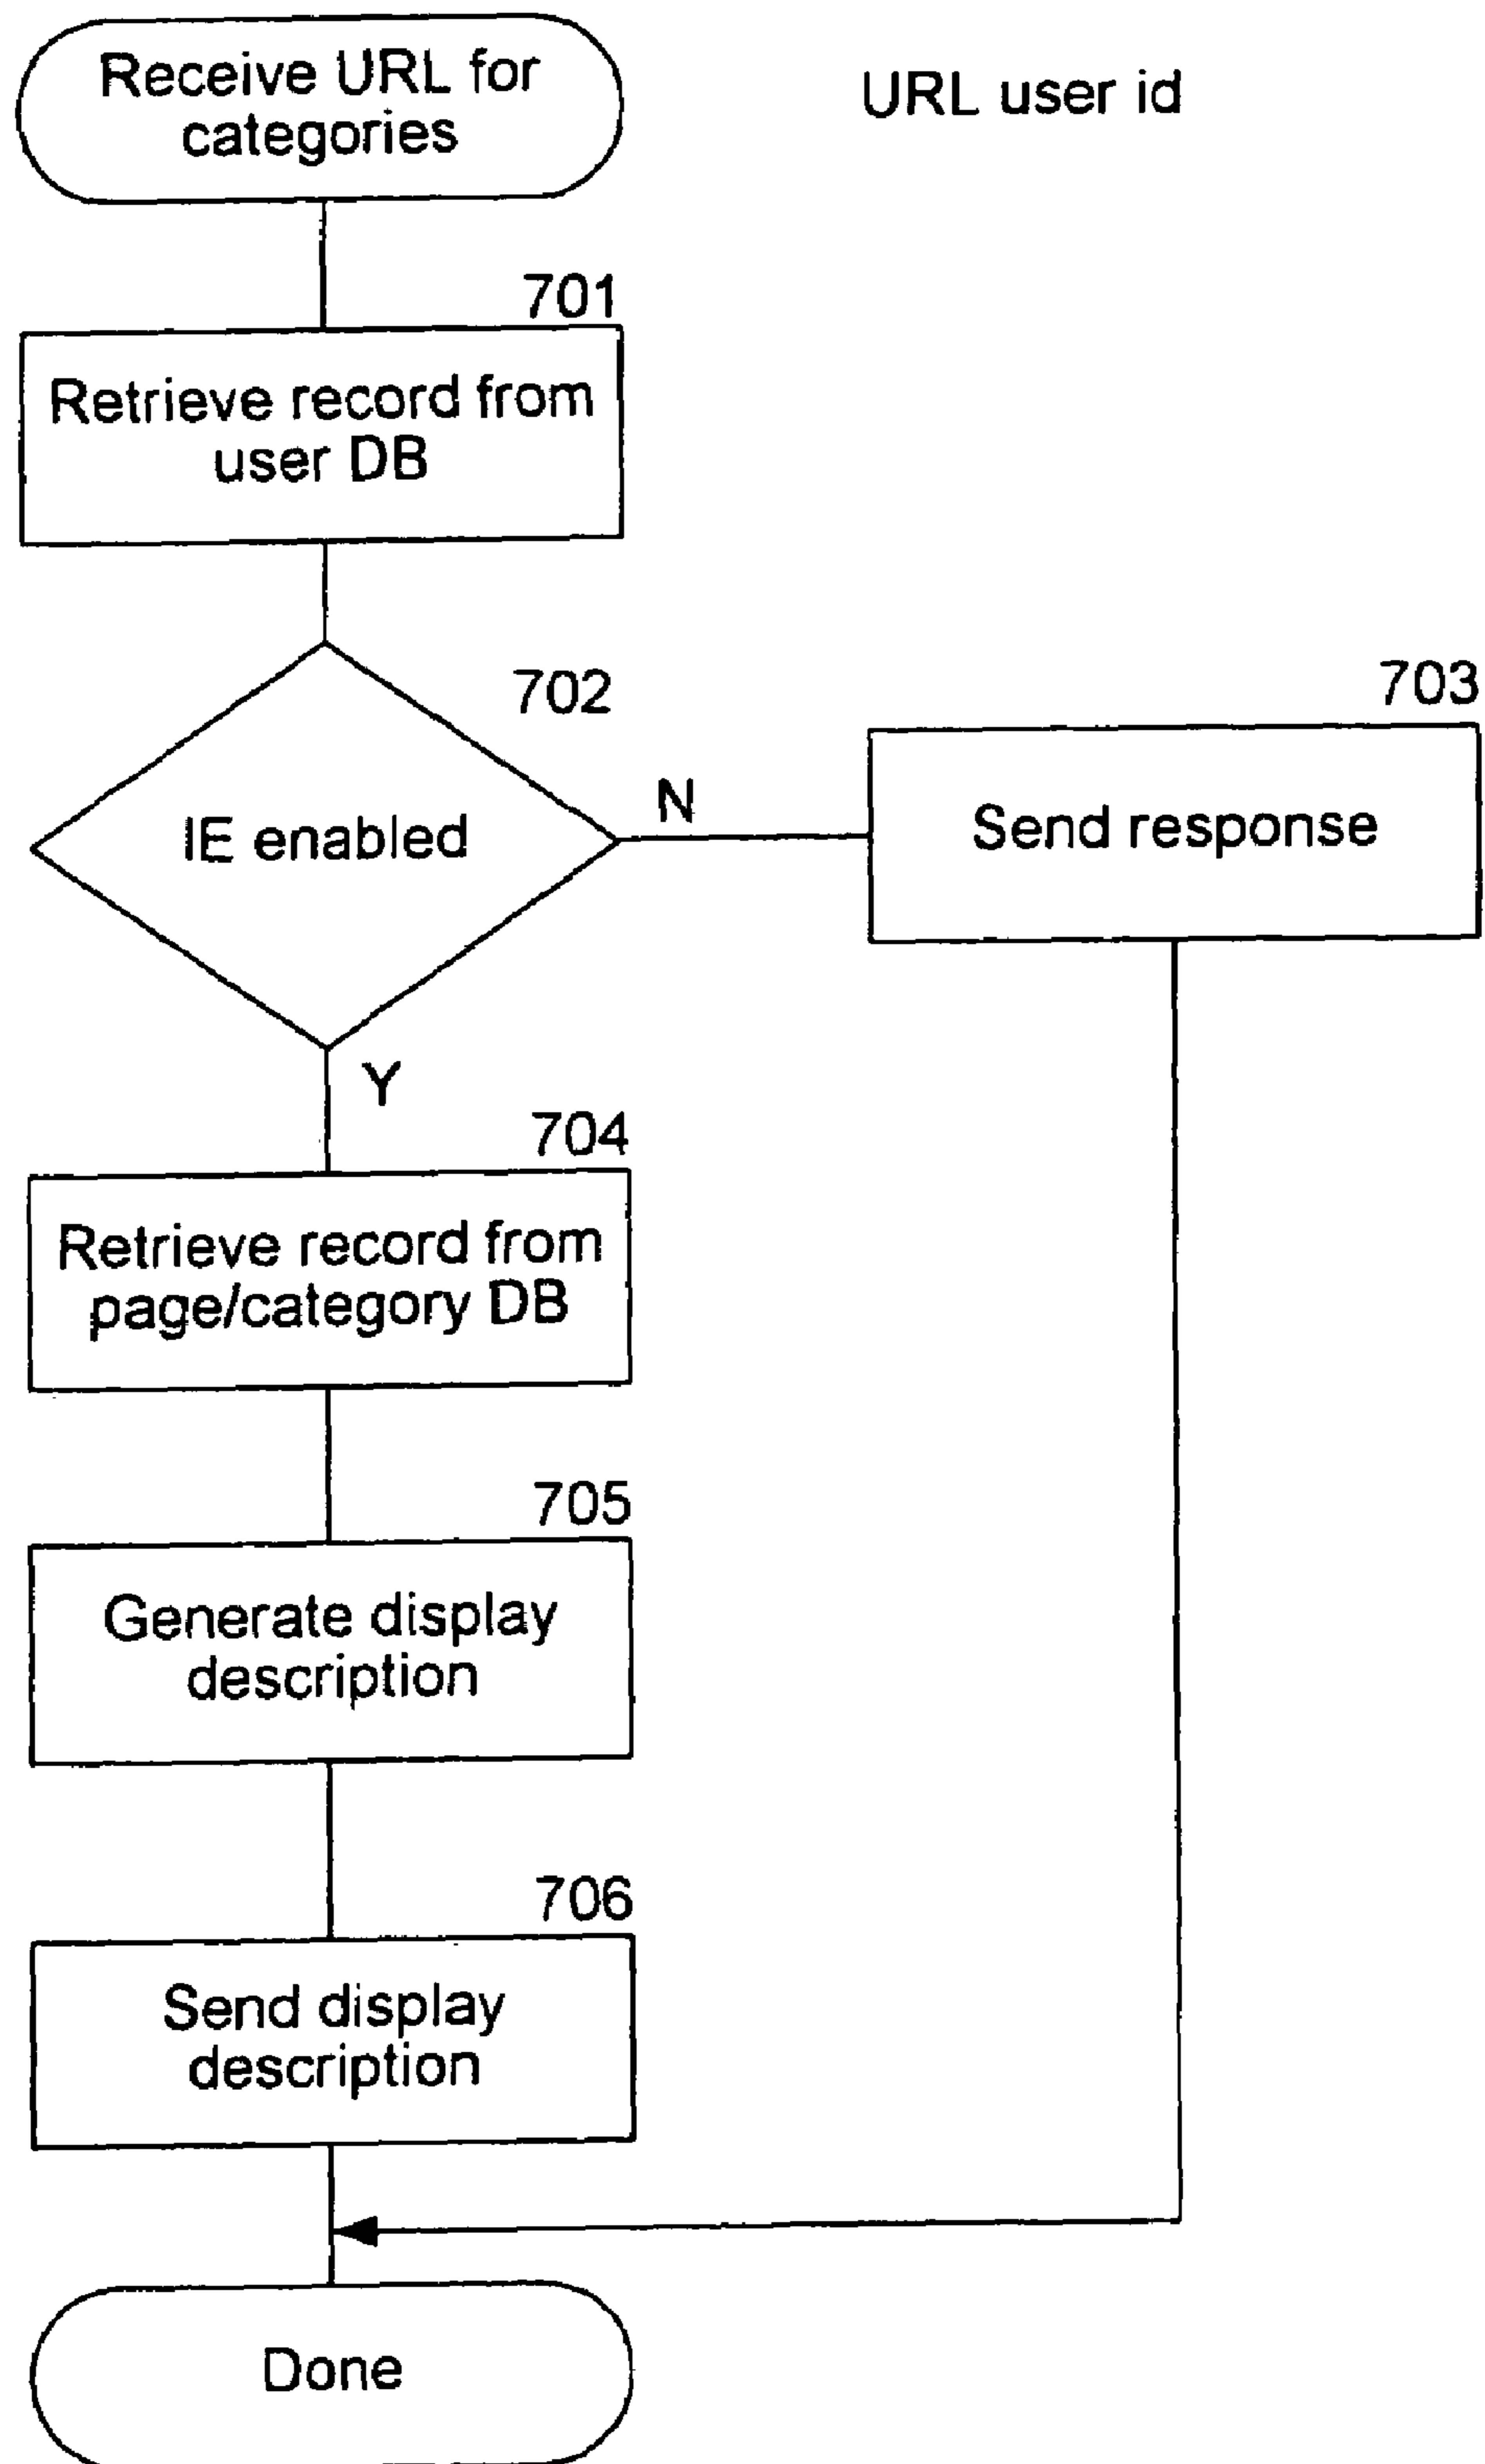 Receive URL for
categories
URL user id
701
Retrieve record from
user DB
702
IE enabled
N
703
Send response
Y
704
Retrieve record from
page/category DB
705
Generate display
description
706
Send display
description
Done